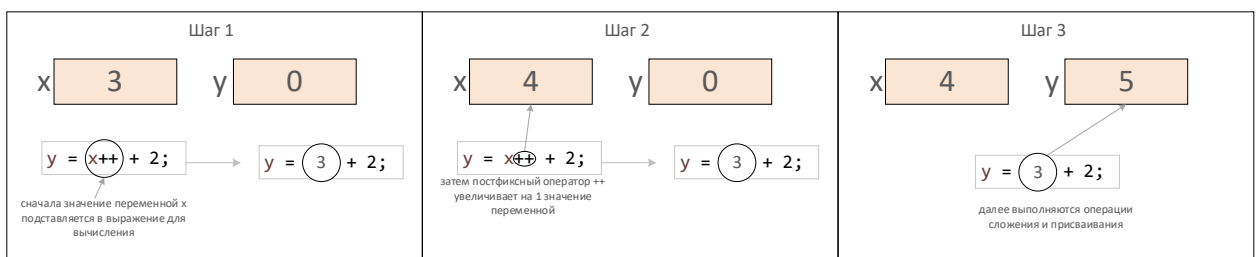 Шаг 1
x 3 y 0
y = x++ + 2; y = 3 + 2;
сначала значение переменной x
подставляется в выражение для
вычисления
Шаг 2
x 4 y 0
y = x++ + 2; y = 3 + 2;
затем постфиксный оператор ++
увеличивает на 1 значение
переменной
Шаг 3
x 4 y 5
y = 3 + 2;
далее выполняются операции
сложения и присваивания